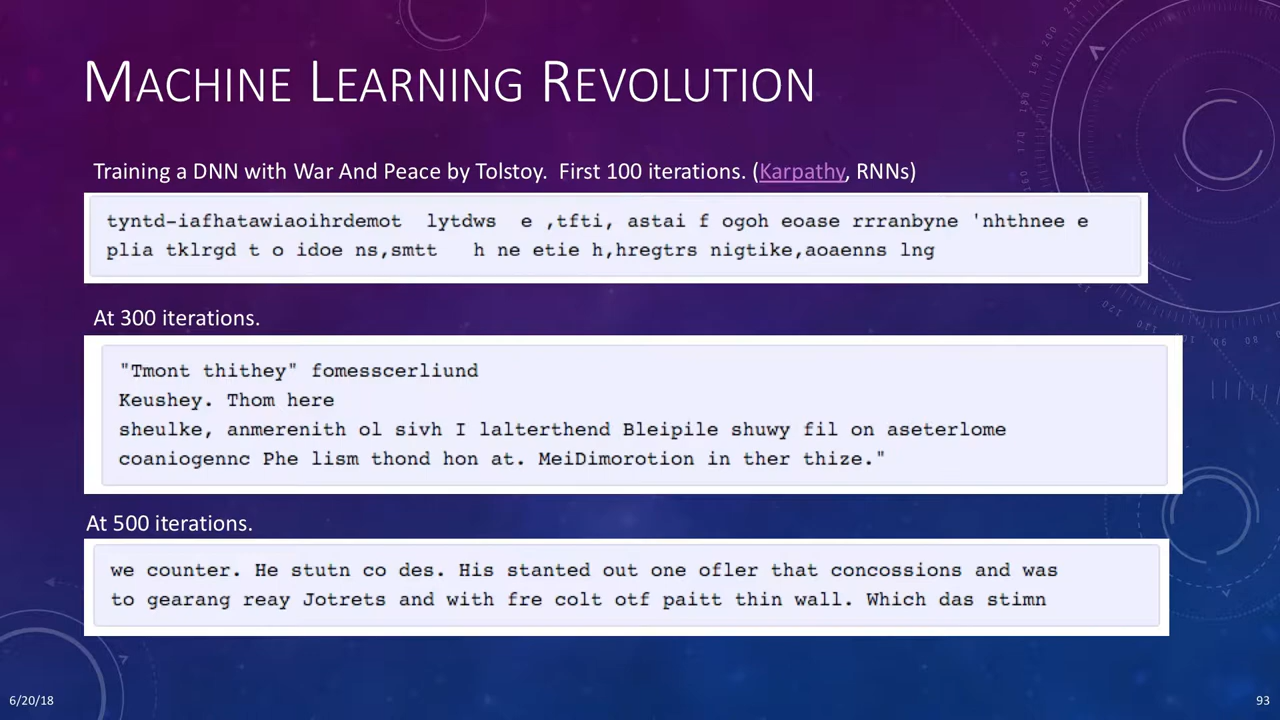 MACHINE LEARNING REVOLUTION
Training a DNN with War And Peace by Tolstoy.  First 100 iterations. (Karpathy, RNNs)
tyntd-iafhatawiaoihrdemot  lytdws  e ,tfti, astai f ogoh eoase rrranbyne 'nhthnee e
plia tklrgd t o idoe ns,smtt   h ne etie h,hregtrs nigtike,aoaenns lng
At 300 iterations.
"Tmont thithey" fomesscerliund
Keushey. Thom here
sheulke, anmerenith ol sivh I lalterthend Bleipile shuwy fil on aseterlome
coaniogennc Phe lism thond hon at. MeiDimorotion in ther thize."
At 500 iterations.
we counter. He stutn co des. His stanted out one ofler that concossions and was
to gearang reay Jotrets and with fre colt otf paitt thin wall. Which das stimn
6/20/18
93